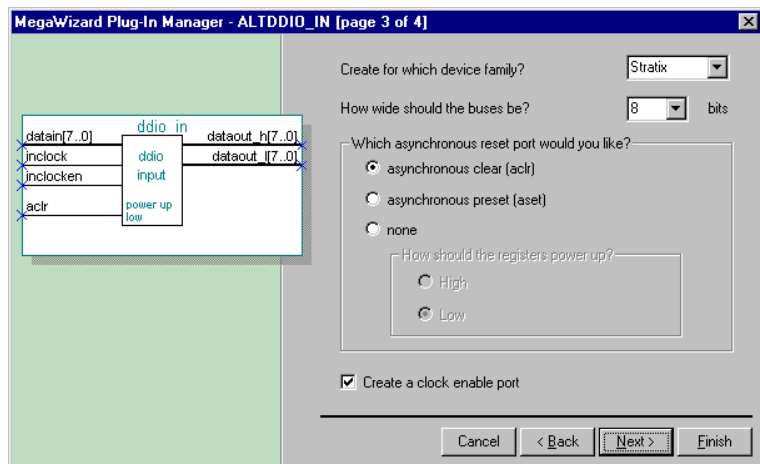 MegaWizard Plug-In Manager - ALTDDIO_IN [page 3 of 4]
Create for which device family?
Stratix
How wide should the buses be?
8
bits
ddio_in
datain[7..0]
dataout_h[7..0]
inclock
ddio
dataout_l[7..0]
inclocken
input
aclr
power up
low
Which asynchronous reset port would you like?
asynchronous clear (aclr)
asynchronous preset (aset)
none
How should the registers power up?
High
Low
Create a clock enable port
Cancel
< Back
Next >
Finish